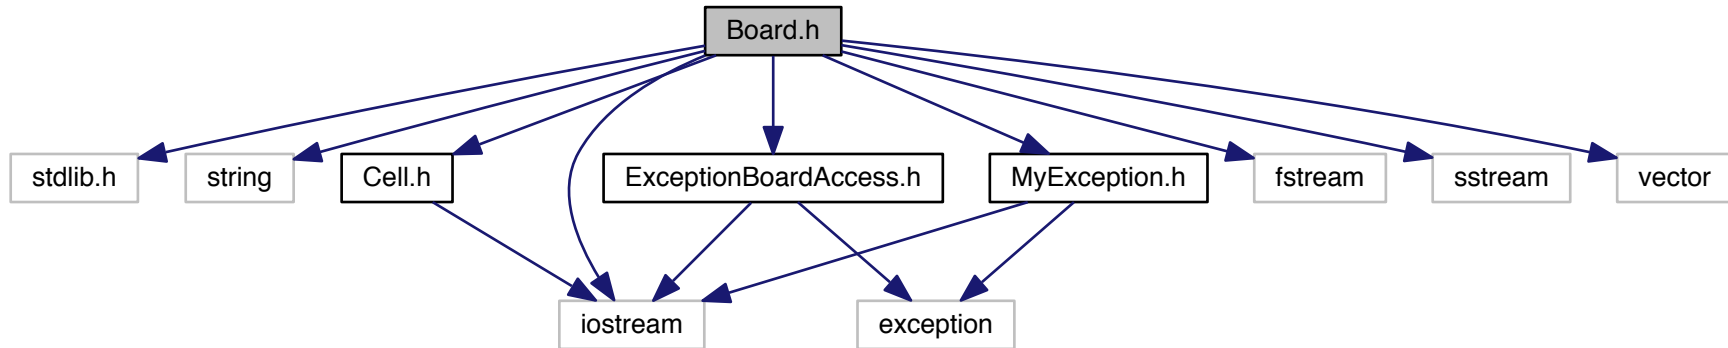 Board.h
stdlib.h
string
Cell.h
ExceptionBoardAccess.h
MyException.h
fstream
sstream
vector
iostream
exception